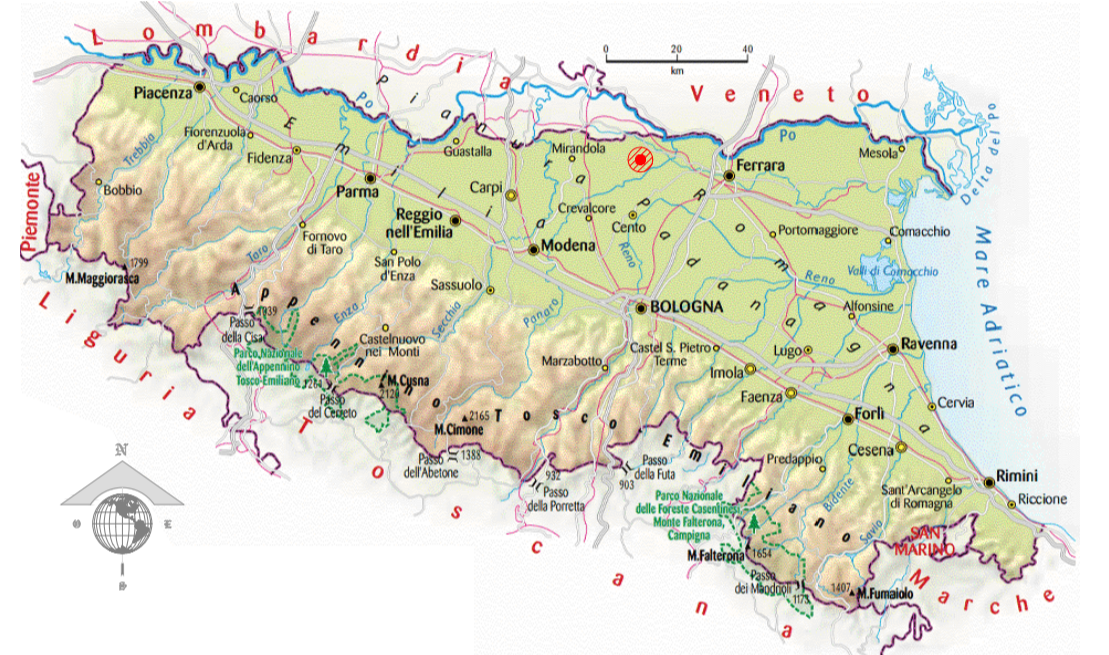 Lombardia
Piemonte
Liguria
Toscana
Veneto
Marche
SAN
MARINO
Mare Adriatico
Delta del Po
0 20 40
km
Pianura Padana
Emilia
Romagna
Appennino Tosco Emiliano
Piacenza
Caorso
Po
Po
Trebbia
Fiorenzuola
d'Arda
Fidenza
Bobbio
Parma
Guastalla
Mirandola
Carpi
Crevalcore
Cento
Ferrara
Mesola
Reggio
nell'Emilia
Modena
Fornovo
di Taro
Taro
San Polo
d'Enza
Enza
Sassuolo
Secchia
Panaro
Reno
Reno
Portomaggiore
Comacchio
Valli di Comacchio
BOLOGNA
Alfonsine
1799
M.Maggiorasca
Passo
della Cisa
Parco Nazionale
dell'Appennino
Tosco-Emiliano
Castelnuovo
nei Monti
M.Cusna
Passo
del Cerreto
2165
M.Cimone
1388
Passo
dell'Abetone
Marzabotto
932
Passo
della Porretta
Castel S. Pietro
Terme
Lugo
Ravenna
Imola
Faenza
Forlì
Cervia
Cesena
Predappio
Passo
della Futa
903
Parco Nazionale
delle Foreste Casentinesi
Monte Falterona,
Campigna
Bidente
Savio
Sant'Arcangelo
di Romagna
Rimini
Riccione
M.Falterona
1654
Passo
dei Mandrioli
1173
1407
M.Fumaiolo
N
O
E
S